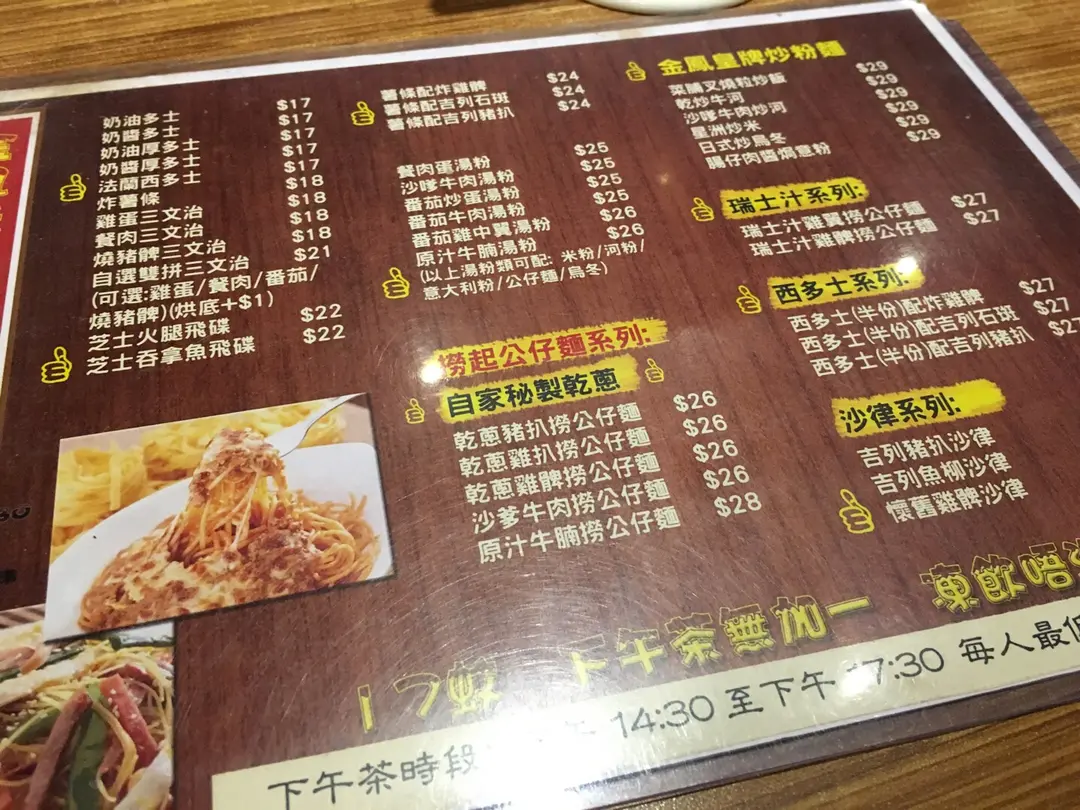 奶油多士 $17
奶醬多士 $17
奶油厚多士 $17
奶醬厚多士 $17
法蘭西多士 $17
炸薯條 $18
雞蛋三文治 $18
餐肉三文治 $18
燒豬髀三文治 $18
自選雙拼三文治 $21
(可選:雞蛋/餐肉/番茄/
燒豬髀)(烘底+$1)
芝士火腿飛碟 $22
芝士吞拿魚飛碟 $22
薯條配炸雞髀 $24
薯條配吉列石斑 $24
薯條配吉列豬扒 $24
餐肉蛋湯粉 $25
沙嗲牛肉湯粉 $25
番茄炒蛋湯粉 $25
番茄牛肉湯粉 $25
番茄雞中翼湯粉 $26
原汁牛腩湯粉 $26
(以上湯粉類可配: 米粉/河粉/
意大利粉/公仔麵/烏冬)
撈起公仔麵系列:
自家秘製乾蔥
乾蔥豬扒撈公仔麵 $26
乾蔥雞扒撈公仔麵 $26
乾蔥雞髀撈公仔麵 $26
沙爹牛肉撈公仔麵 $26
原汁牛腩撈公仔麵 $28
金鳳皇牌炒粉麵
菜脯叉燒粒炒飯 $29
乾炒牛河 $29
沙嗲牛肉炒河 $29
星洲炒米 $29
日式炒烏冬 $29
腸仔肉醬焗意粉 $29
瑞士汁系列:
瑞士汁雞翼撈公仔麵 $27
瑞士汁雞髀撈公仔麵 $27
西多士系列:
西多士(半份)配炸雞髀 $27
西多士(半份)配吉列石斑 $27
西多士(半份)配吉列豬扒 $27
沙律系列:
吉列豬扒沙律
吉列魚柳沙律
懷舊雞髀沙律
下午茶無加一 凍飲唔
下午茶時段 14:30 至下午 17:30 每人最低